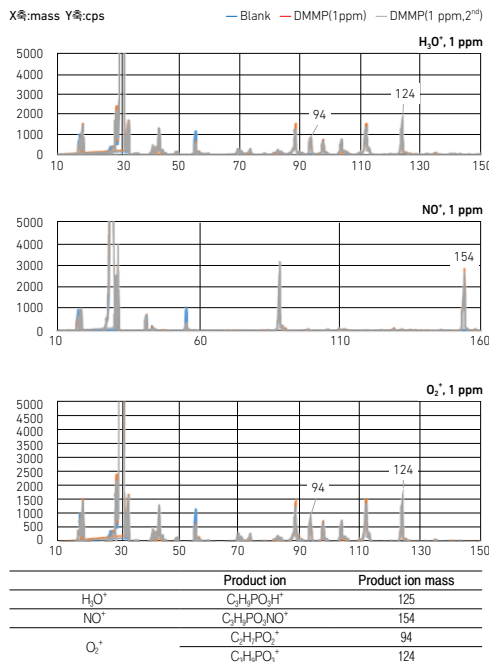 X축:mass Y축:cps
Blank DMMP(1ppm) DMMP(1 ppm,2nd)
H₃O⁺, 1 ppm
5000
4000
3000
2000
1000
0
94
124
10 30 50 70 90 110 130 150
NO⁺, 1 ppm
5000
4000
3000
2000
1000
0
154
10 60 110 160
O₂⁺, 1 ppm
5000
4500
4000
3500
3000
2500
2000
1500
1000
500
0
94
124
10 30 50 70 90 110 130 150
Product ion Product ion mass
H₃O⁺ C₃H₉PO₃H⁺ 125
NO⁺ C₃H₉PO₃NO⁺ 154
O₂⁺ C₂H₇PO₂⁺ 94
C₃H₉PO₃⁺ 124